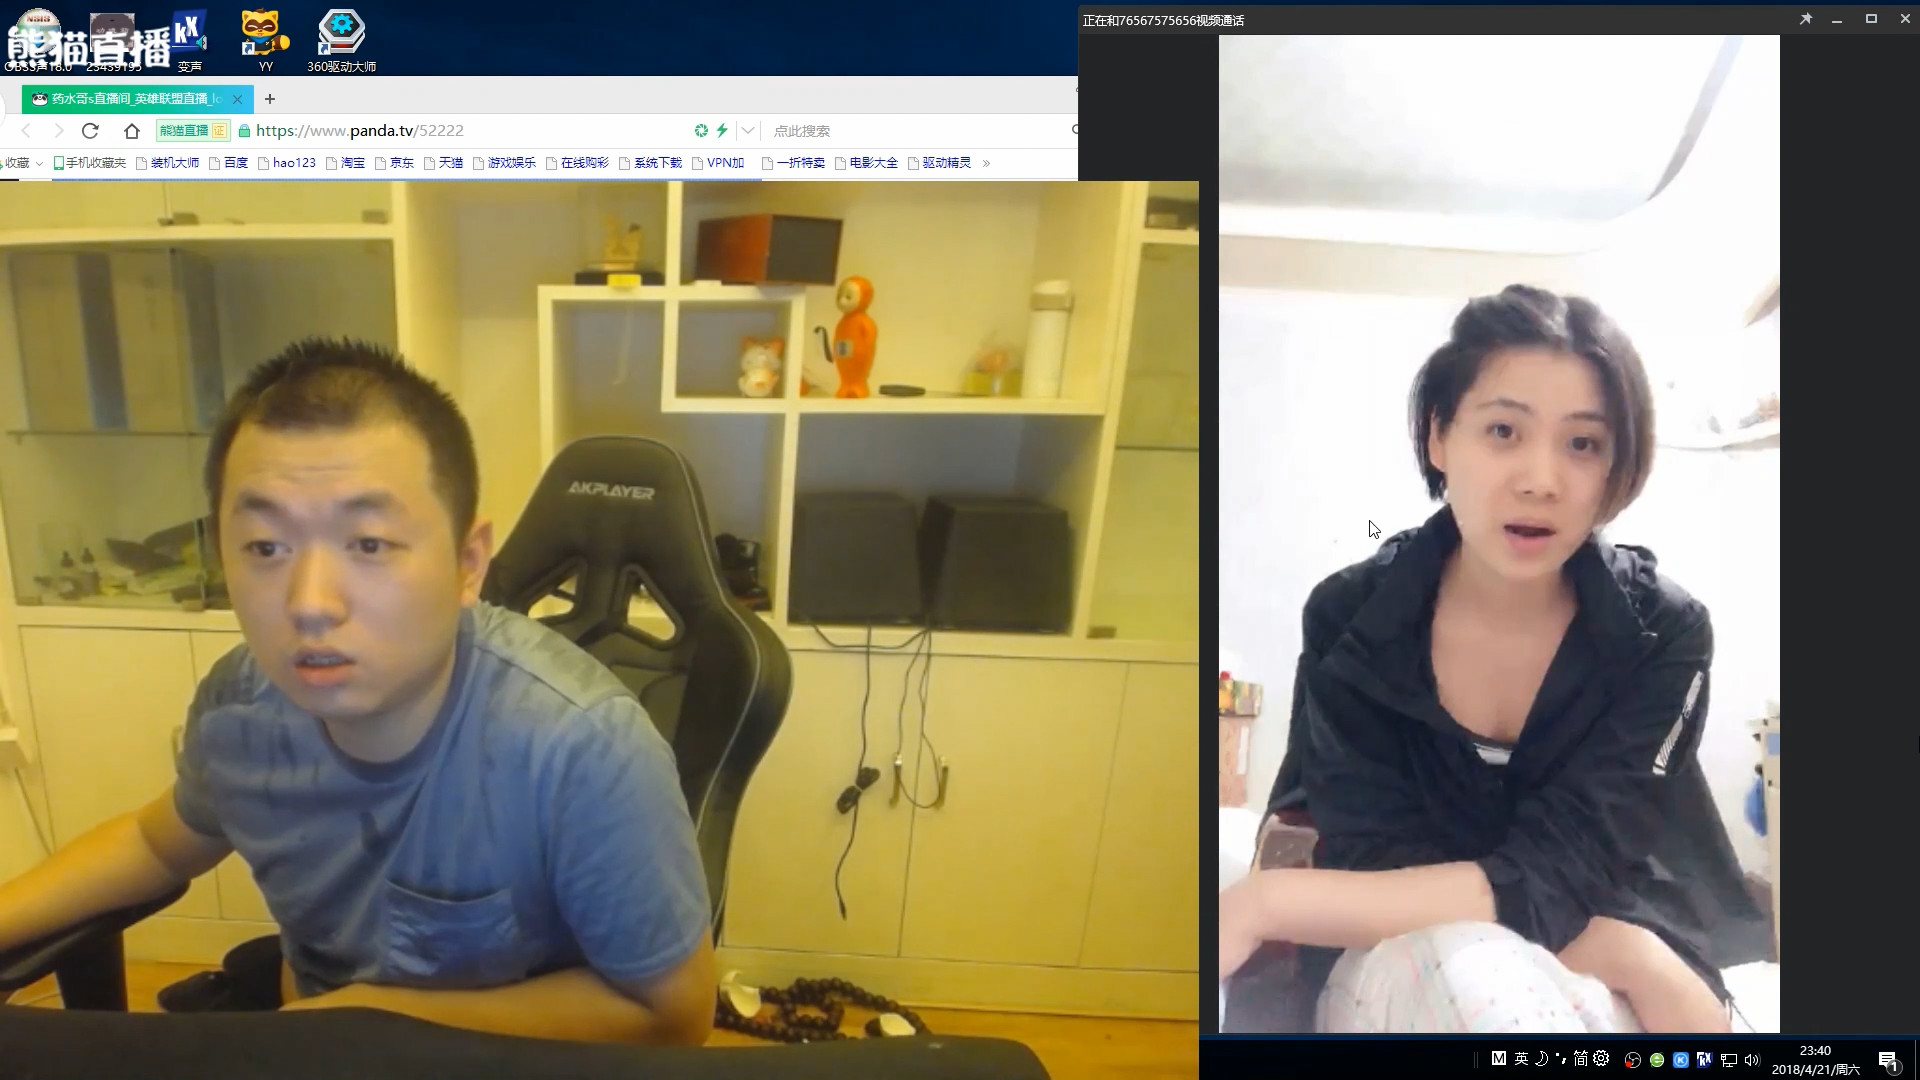 熊猫直播
变声
YY
360驱动大师
正在和76567575656视频通话
药水哥s直播间_英雄联盟直播_lo
熊猫直播 证
https://www.panda.tv/52222
点此搜索
收藏
手机收藏夹
装机大师
百度
hao123
淘宝
京东
天猫
游戏娱乐
在线购彩
系统下载
VPN加
一折特卖
电影大全
驱动精灵
»
AKPLAYER
M 英 简
23:40
2018/4/21/周六
1